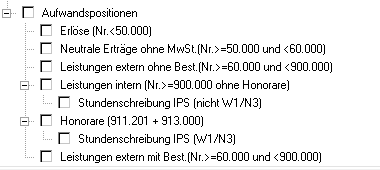 Aufwandspositionen
Erlöse (Nr.<50.000)
Neutrale Erträge ohne MwSt.(Nr.>=50.000 und <60.000)
Leistungen extern ohne Best.(Nr.>=60.000 und <900.000)
Leistungen intern (Nr.>=900.000 ohne Honorare)
Stundenschreibung IPS (nicht W1/N3)
Honorare (911.201 + 913.000)
Stundenschreibung IPS (W1/N3)
Leistungen extern mit Best.(Nr.>=60.000 und <900.000)